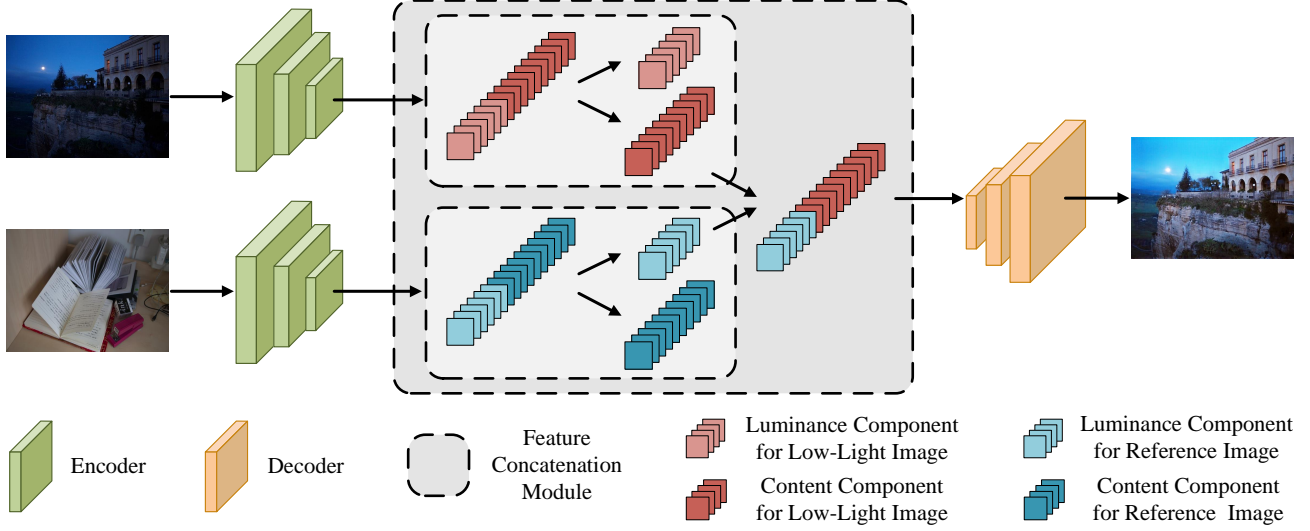 Encoder
Decoder
Feature
Concatenation
Module
Luminance Component
for Low-Light Image
Content Component
for Low-Light Image
Luminance Component
for Reference Image
Content Component
for Reference Image